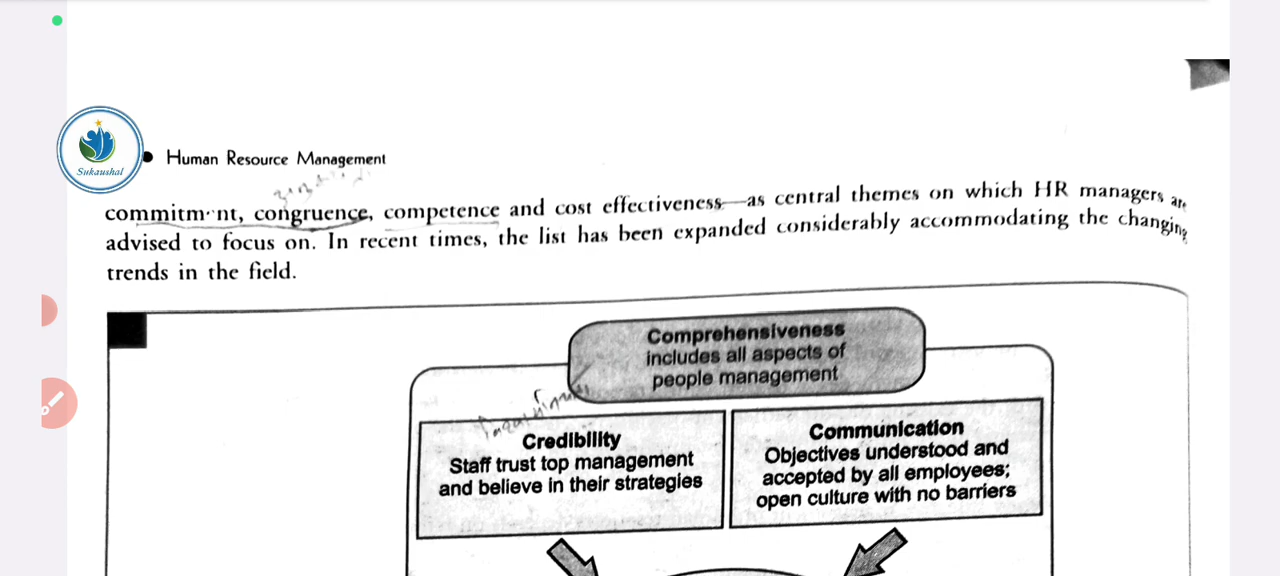 Sukaushal
Human Resource Management
commitm nt, congruence, competence and cost effectiveness—as central themes on which HR managers are
advised to focus on. In recent times, the list has been expanded considerably accommodating the changing
trends in the field.
Comprehensiveness
includes all aspects of
people management
Credibility
Staff trust top management
and believe in their strategies
Communication
Objectives understood and
accepted by all employees;
open culture with no barriers